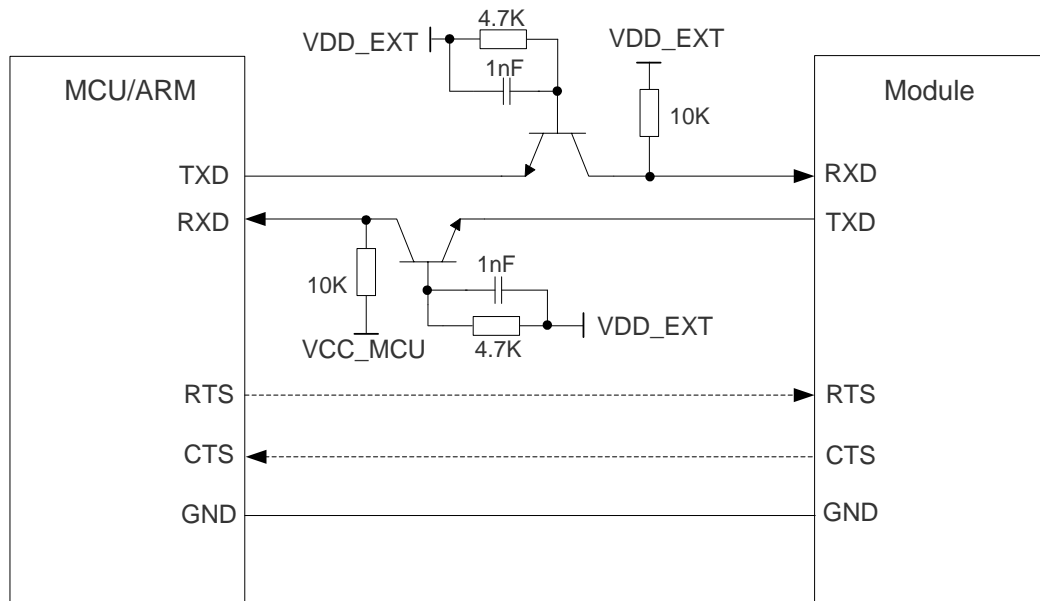 4.7K
VDD_EXT
VDD_EXT
1nF
MCU/ARM
Module
10K
TXD
RXD
RXD
TXD
1nF
10K
VDD_EXT
VCC_MCU
4.7K
RTS
RTS
CTS
CTS
GND
GND